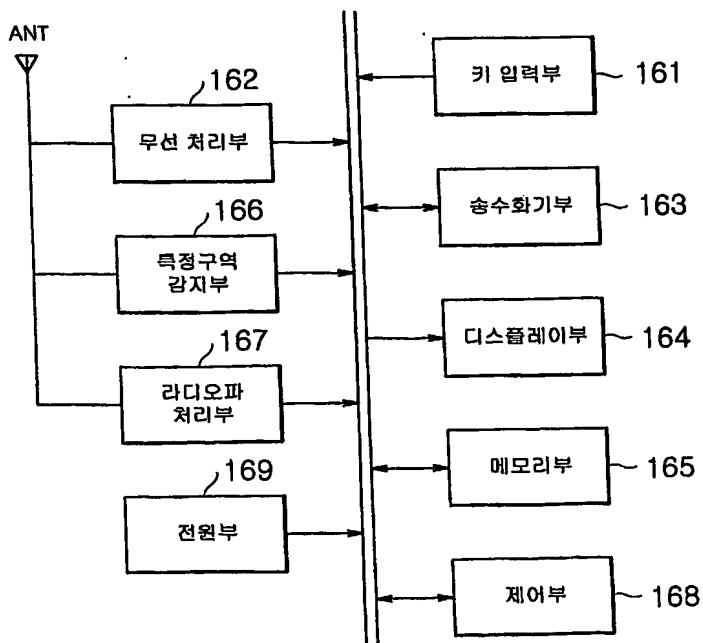 ANT
162
무선 처리부
166
특정구역
감지부
167
라디오파
처리부
169
전원부
키 입력부
161
송수화기부
163
디스플레이부
164
메모리부
165
제어부
168